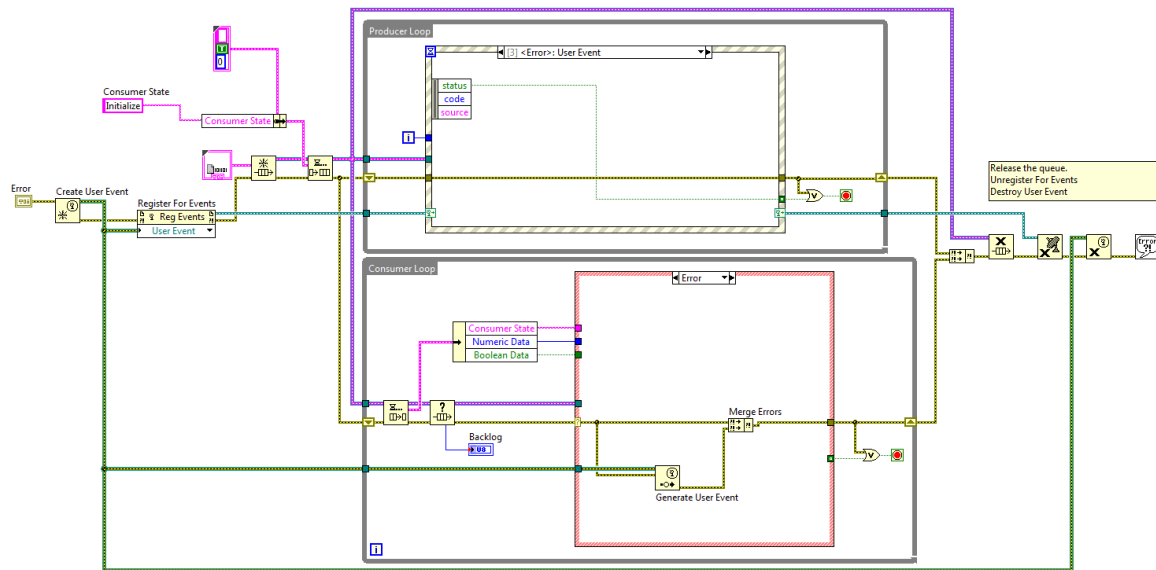 Producer Loop
[3] <Error>: User Event
status
code
source
i
T
0
Consumer State
Initialize
Consumer State
Error
Create User Event
Register For Events
Reg Events
User Event
Release the queue.
Unregister For Events
Destroy User Event
Error
?!
Consumer Loop
Error
Consumer State
Numeric Data
Boolean Data
Merge Errors
Backlog
U8
Generate User Event
i